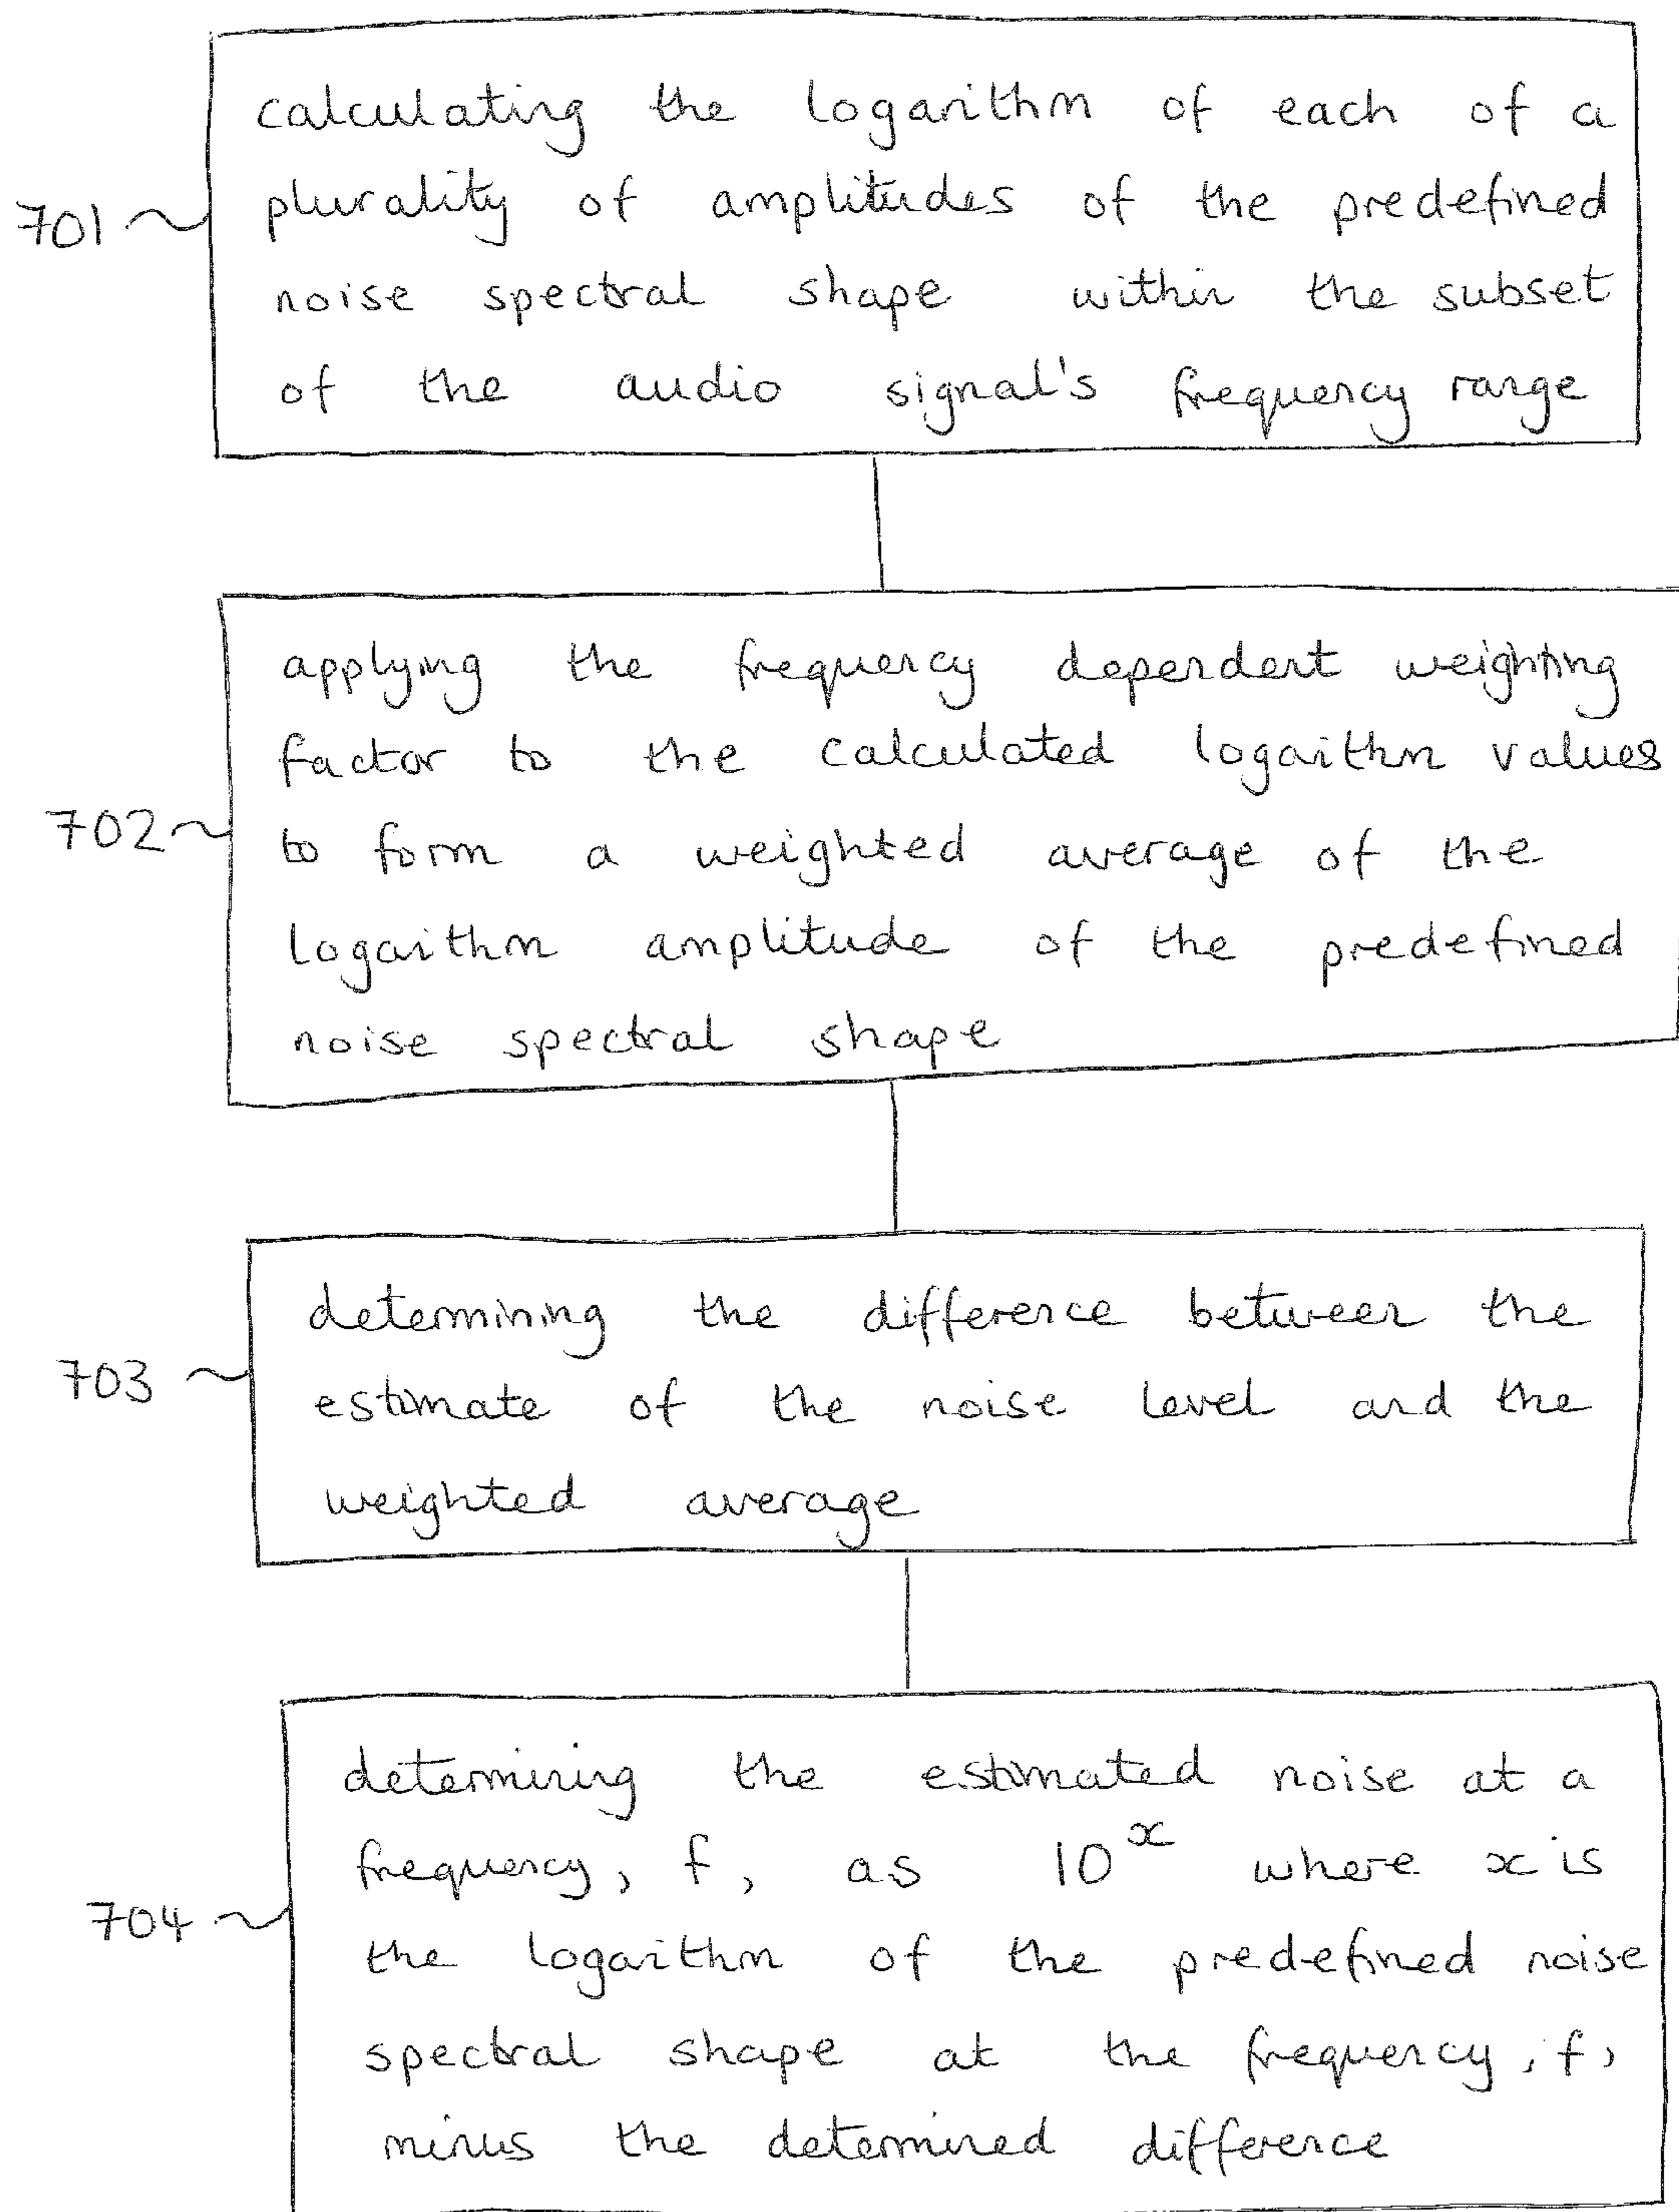 calculating the logarithm of each of a
plurality of amplitudes of the predefined
701
noise spectral shape within the subset
of the audio signal's frequency range
applying the frequency dependent weighting
factor to the calculated logarithm values
702
to form a weighted average of the
logarithm amplitude of the predefined
noise spectral shape
determining the difference between the
703
estimate of the noise level and the
weighted average
determining the estimated noise at a
frequency, f, as 10^x where x is
704
the logarithm of the predefined noise
spectral shape at the frequency, f,
minus the determined difference